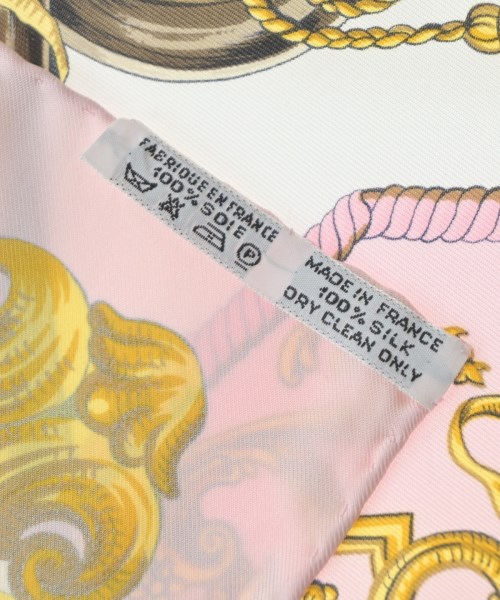 FABRIQUE EN FRANCE
100% SOIE
P
MADE IN FRANCE
100% SILK
DRY CLEAN ONLY